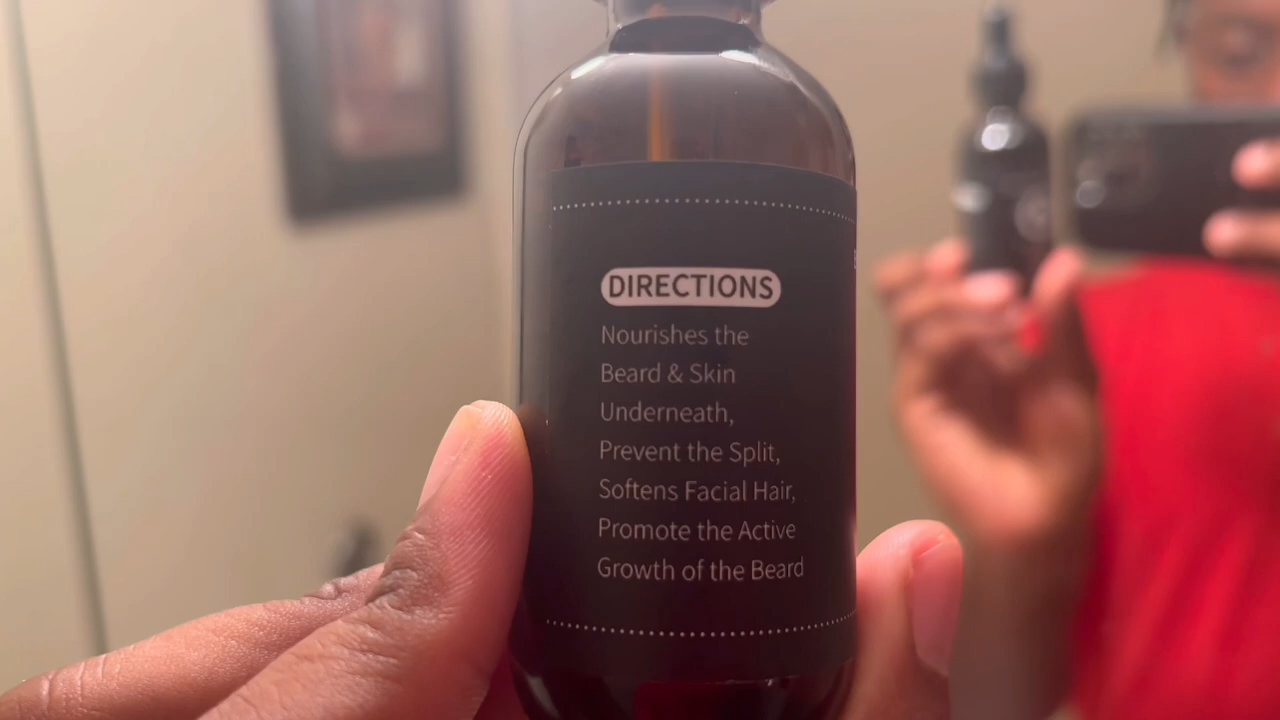 DIRECTIONS
Nourishes the
Beard & Skin
Underneath,
Prevent the Split,
Softens Facial Hair,
Promote the Active
Growth of the Beard